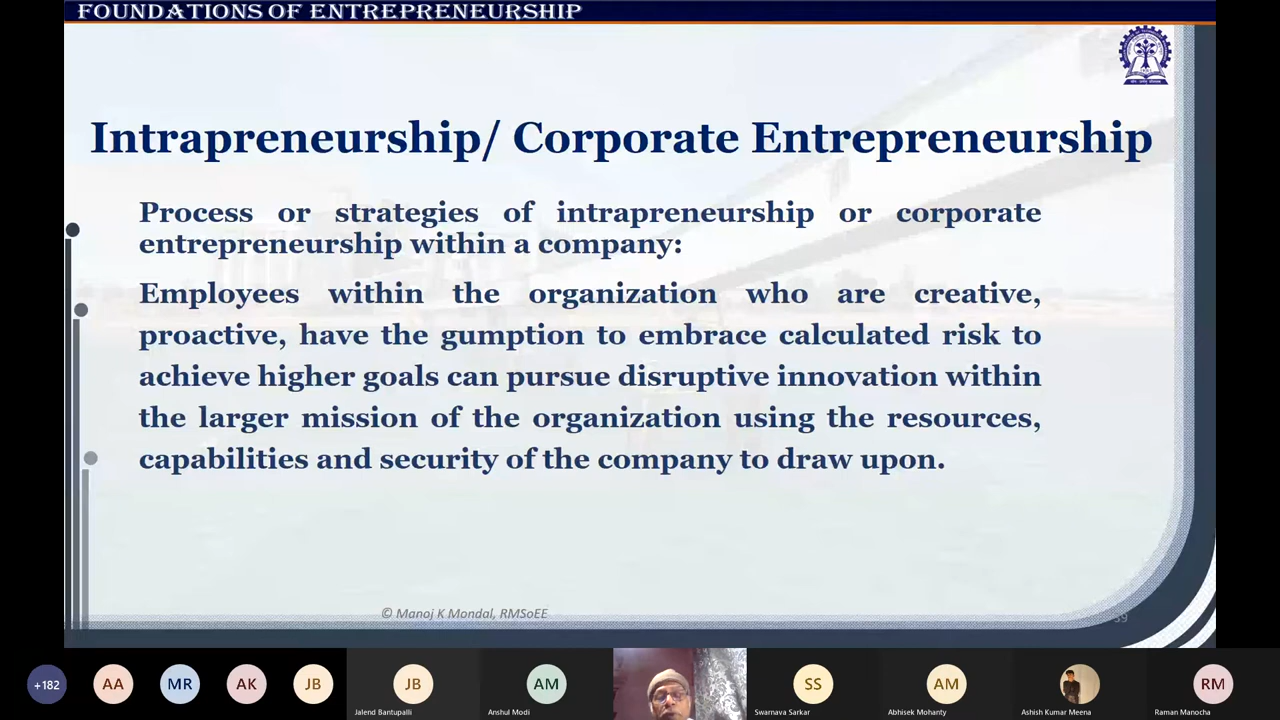 FOUNDATIONS OF ENTREPRENEURSHIP
Intrapreneurship/ Corporate Entrepreneurship
Process or strategies of intrapreneurship or corporate
entrepreneurship within a company:
Employees within the organization who are creative,
proactive, have the gumption to embrace calculated risk to
achieve higher goals can pursue disruptive innovation within
the larger mission of the organization using the resources,
capabilities and security of the company to draw upon.
© Manoj K Mondal, RMSoEE
39
+182
AA
MR
AK
JB
JB
AM
SS
AM
RM
Jalend Bantupalli
Anshul Modi
Swarnava Sarkar
Abhisek Mohanty
Ashish Kumar Meena
Raman Manocha